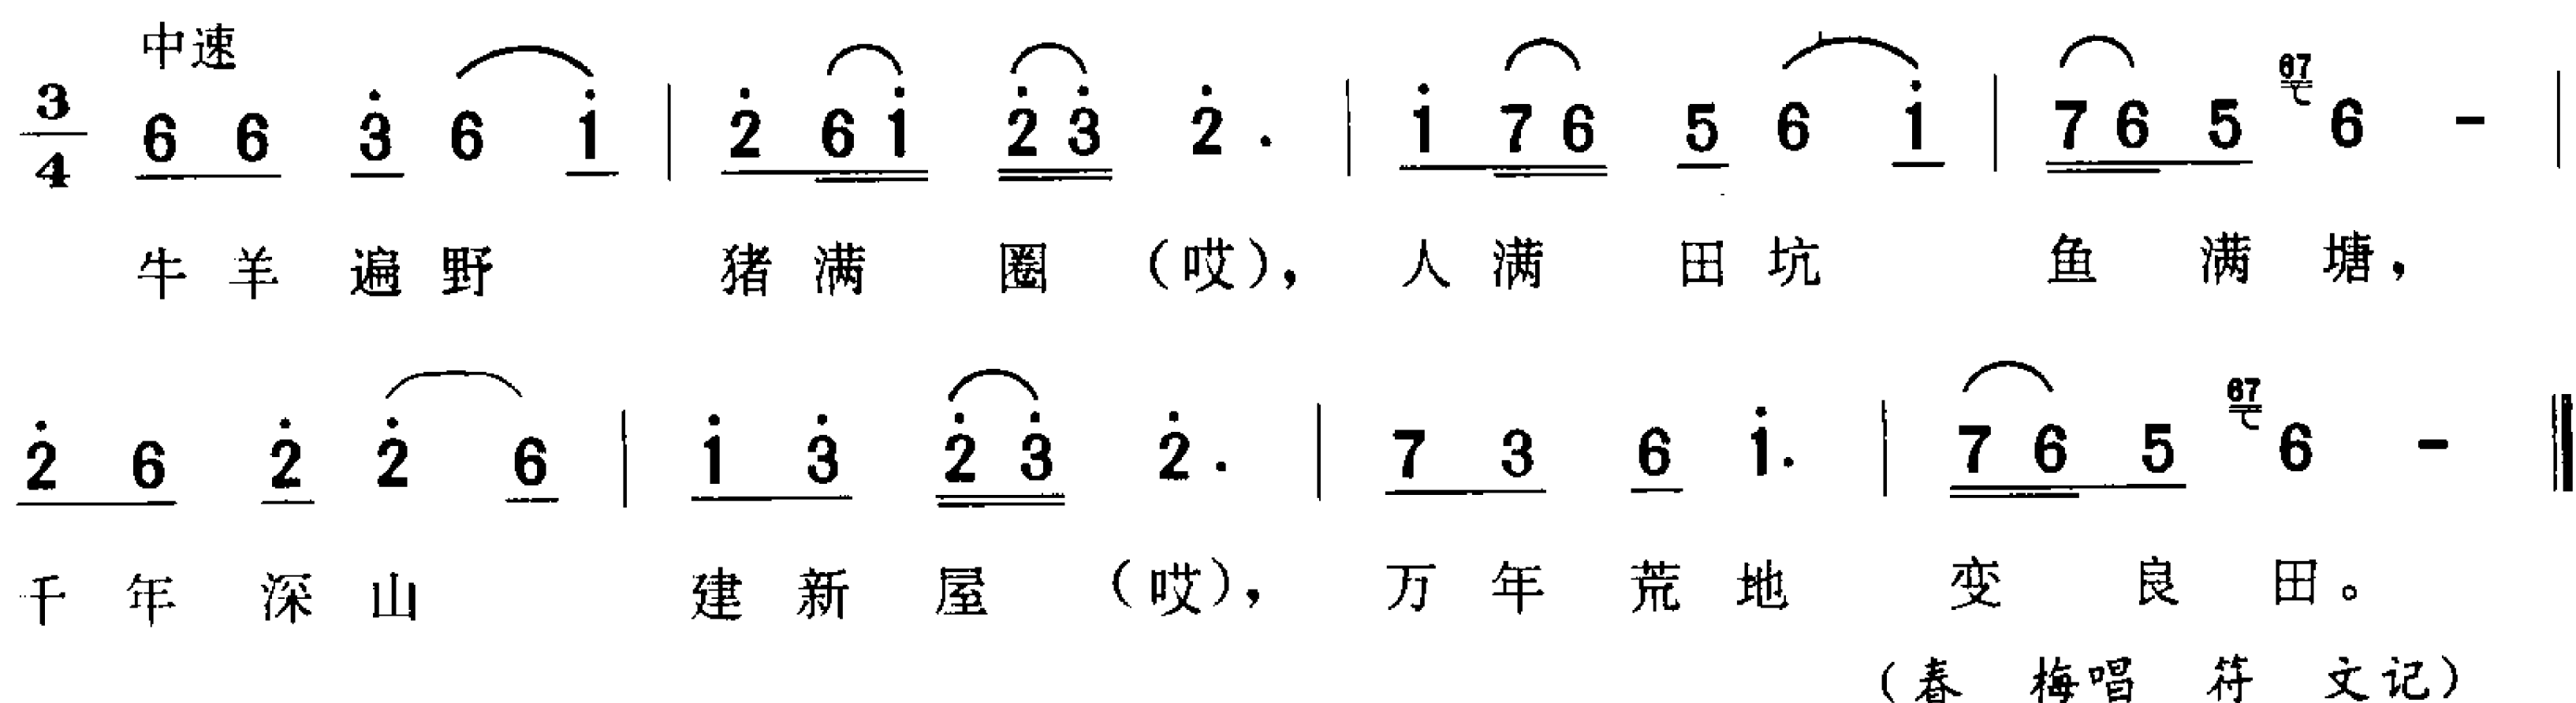 中速
3/4 6 6 3 6 1 | 2 6 1 2 3 2 . | 1 7 6 5 6 1 | 7 6 5 67 6 - |
牛羊遍野 猪满圈（哎），人满田坑 鱼满塘，
2 6 2 2 6 | 1 3 2 3 2 . | 7 3 6 1. | 7 6 5 67 6 - ‖
千年深山 建新屋（哎），万年荒地 变良田。
（春 梅唱 符 文记）